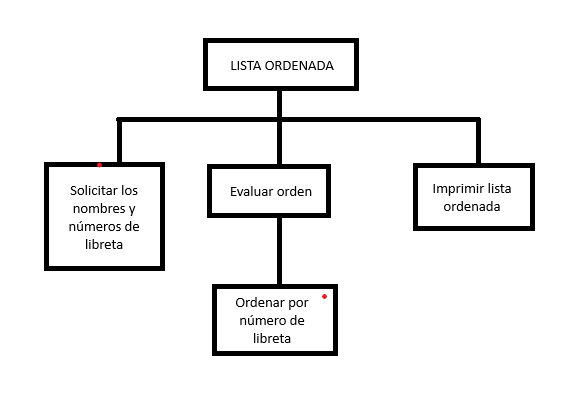 LISTA ORDENADA
Solicitar los
nombres y
números de
libreta
Evaluar orden
Imprimir lista
ordenada
Ordenar por
número de
libreta